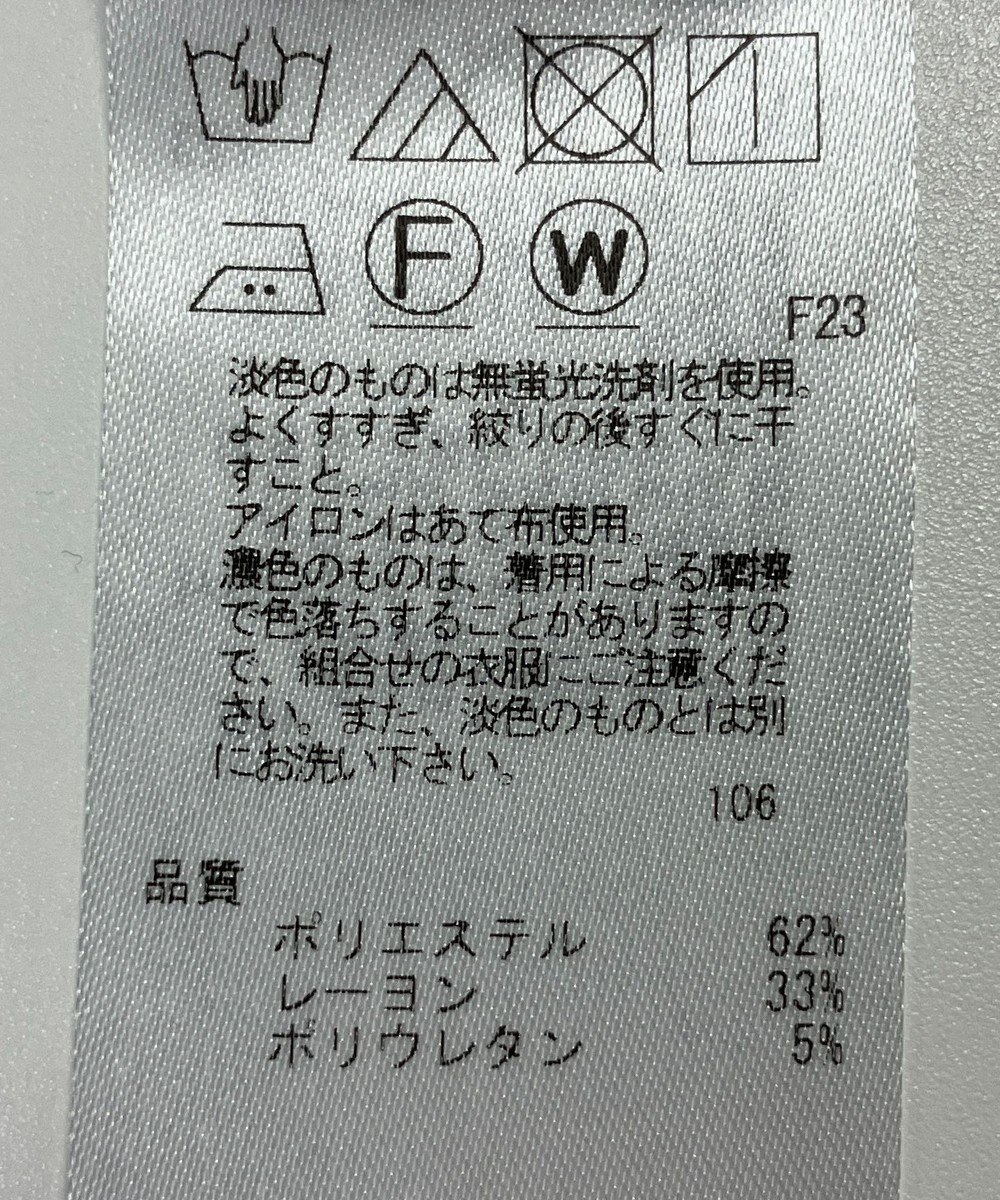 F W
F23
淡色のものは無蛍光洗剤を使用。
よくすすぎ、絞りの後すぐに干
すこと。
アイロンはあて布使用。
濃色のものは、着用による摩擦
で色落ちすることがありますの
で、組合せの衣服にご注意くだ
さい。また、淡色のものとは別
にお洗い下さい。
106
品質
ポリエステル 62%
レーヨン 33%
ポリウレタン 5%